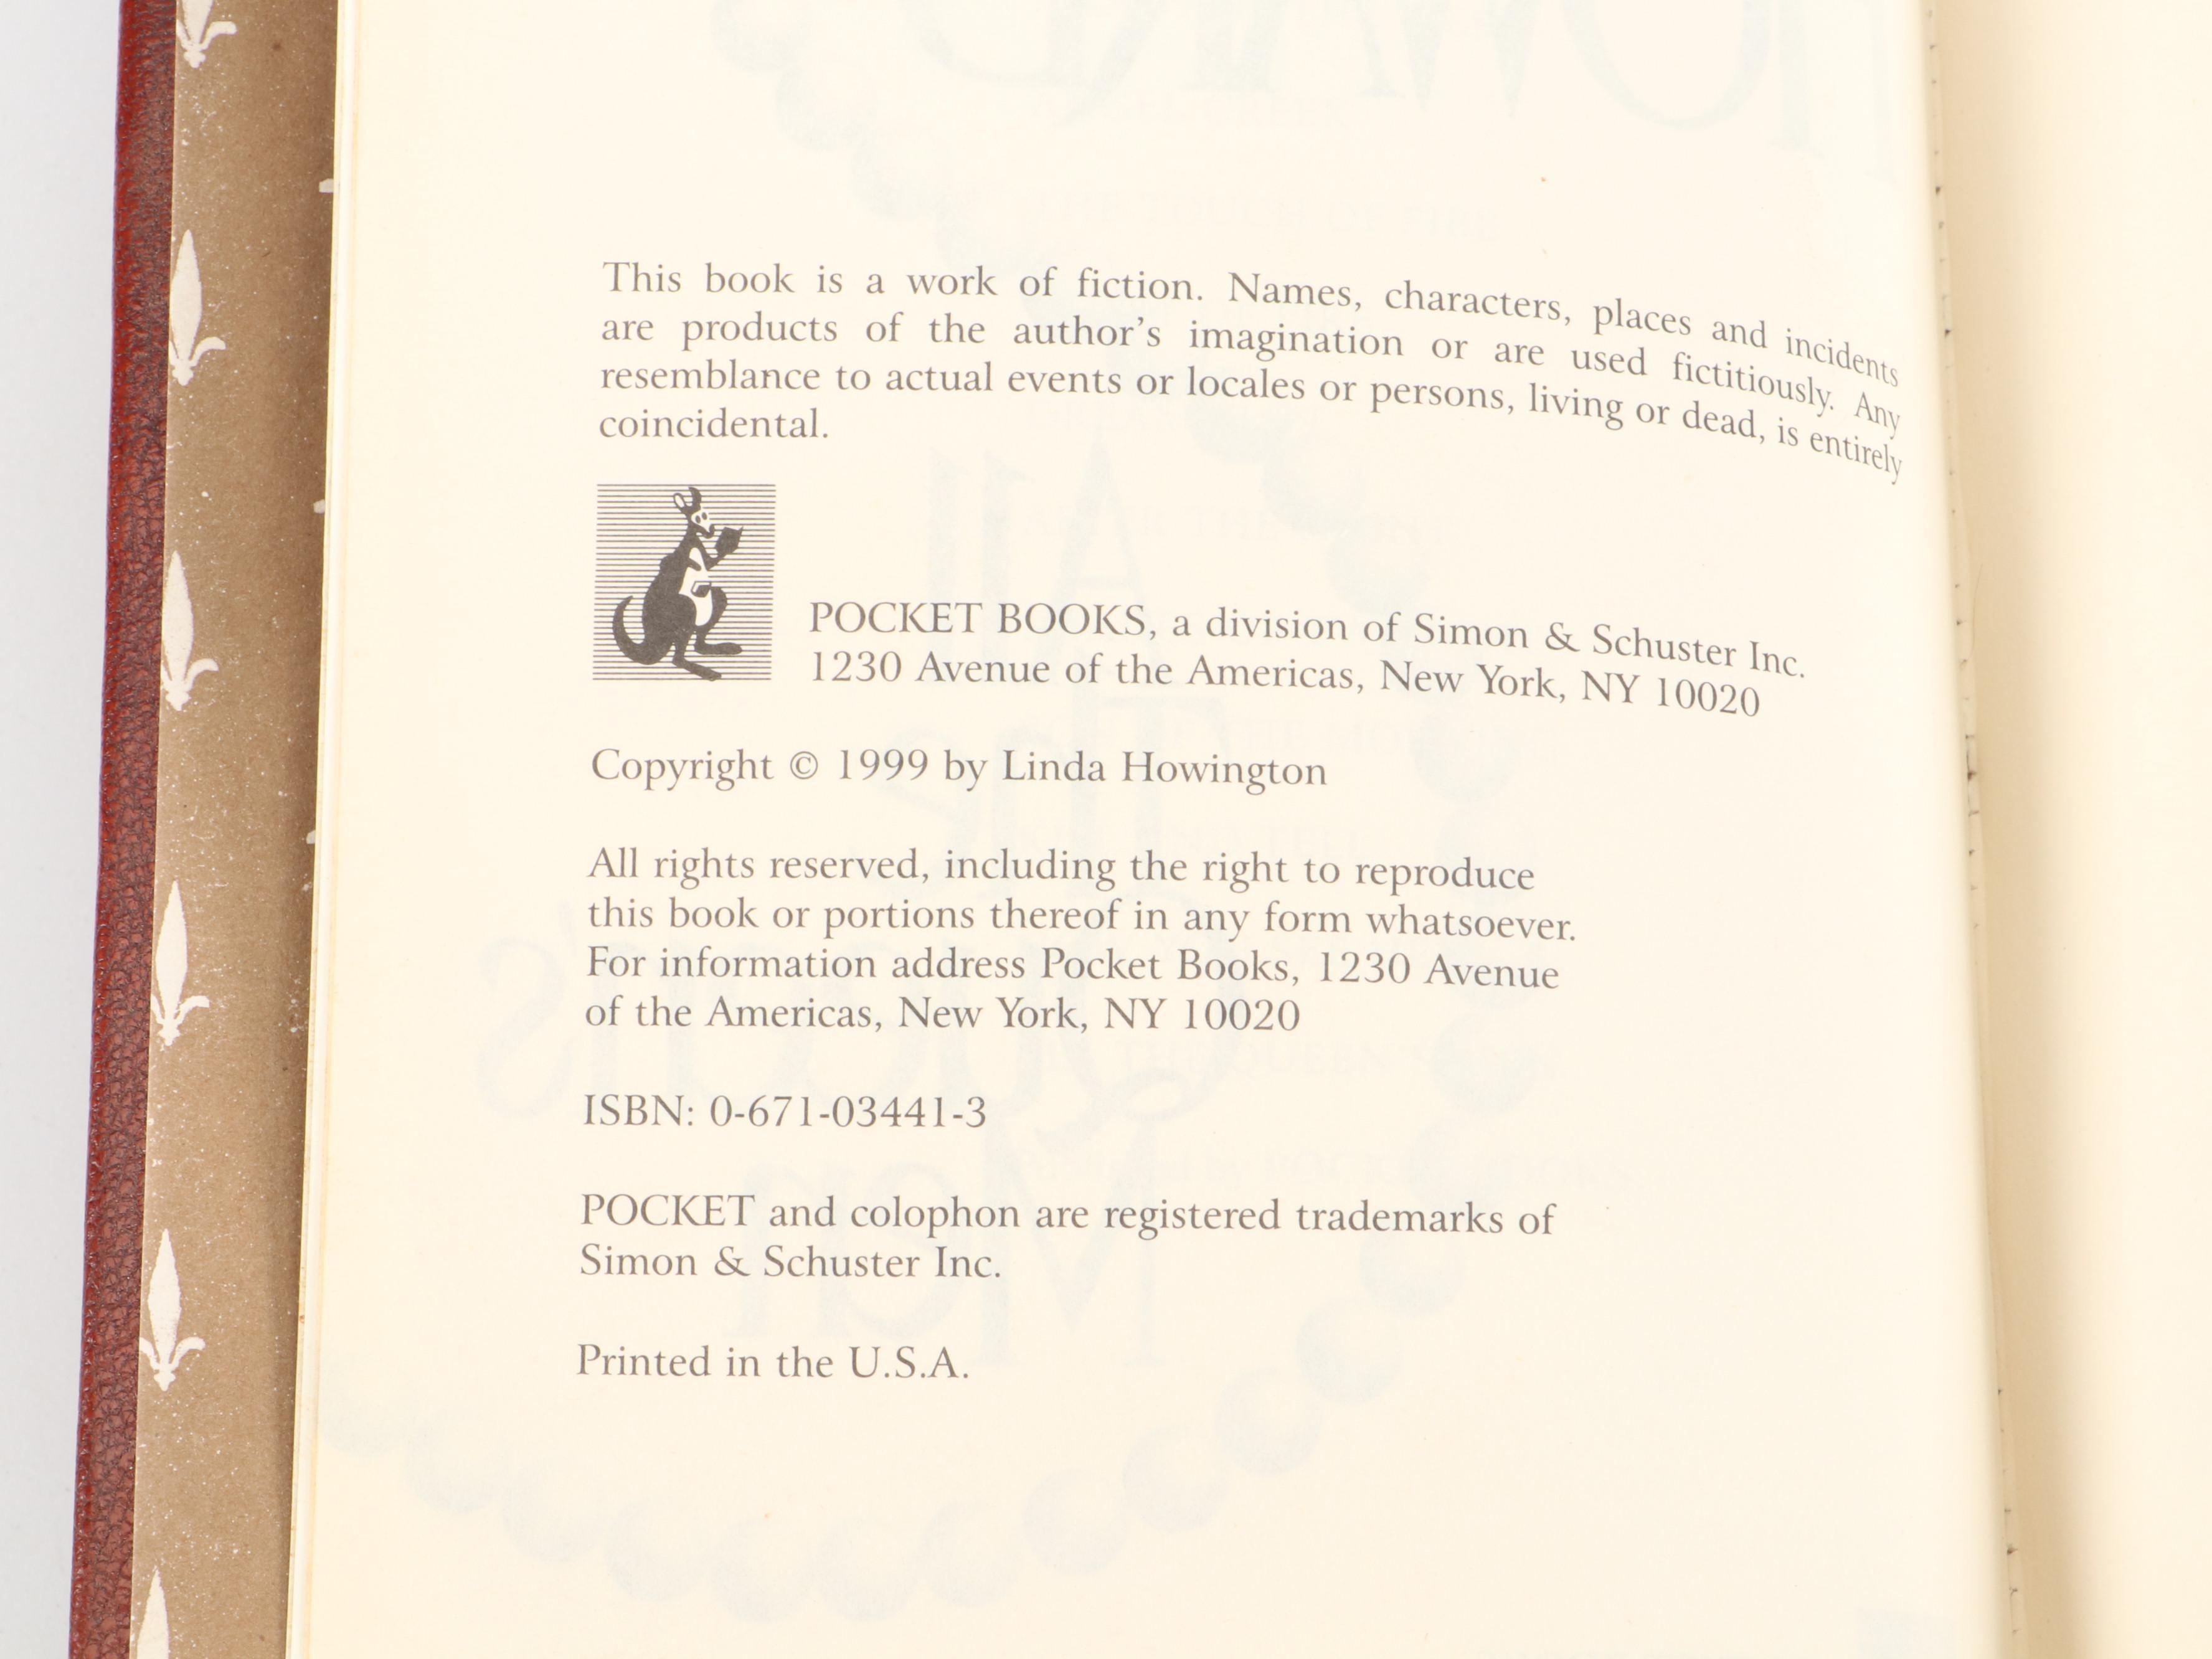 This book is a work of fiction. Names, characters, places and incidents
are products of the author's imagination or are used fictitiously. Any
resemblance to actual events or locales or persons, living or dead, is entirely
coincidental.
POCKET BOOKS, a division of Simon & Schuster Inc.
1230 Avenue of the Americas, New York, NY 10020
Copyright © 1999 by Linda Howington
All rights reserved, including the right to reproduce
this book or portions thereof in any form whatsoever.
For information address Pocket Books, 1230 Avenue
of the Americas, New York, NY 10020
ISBN: 0-671-03441-3
POCKET and colophon are registered trademarks of
Simon & Schuster Inc.
Printed in the U.S.A.